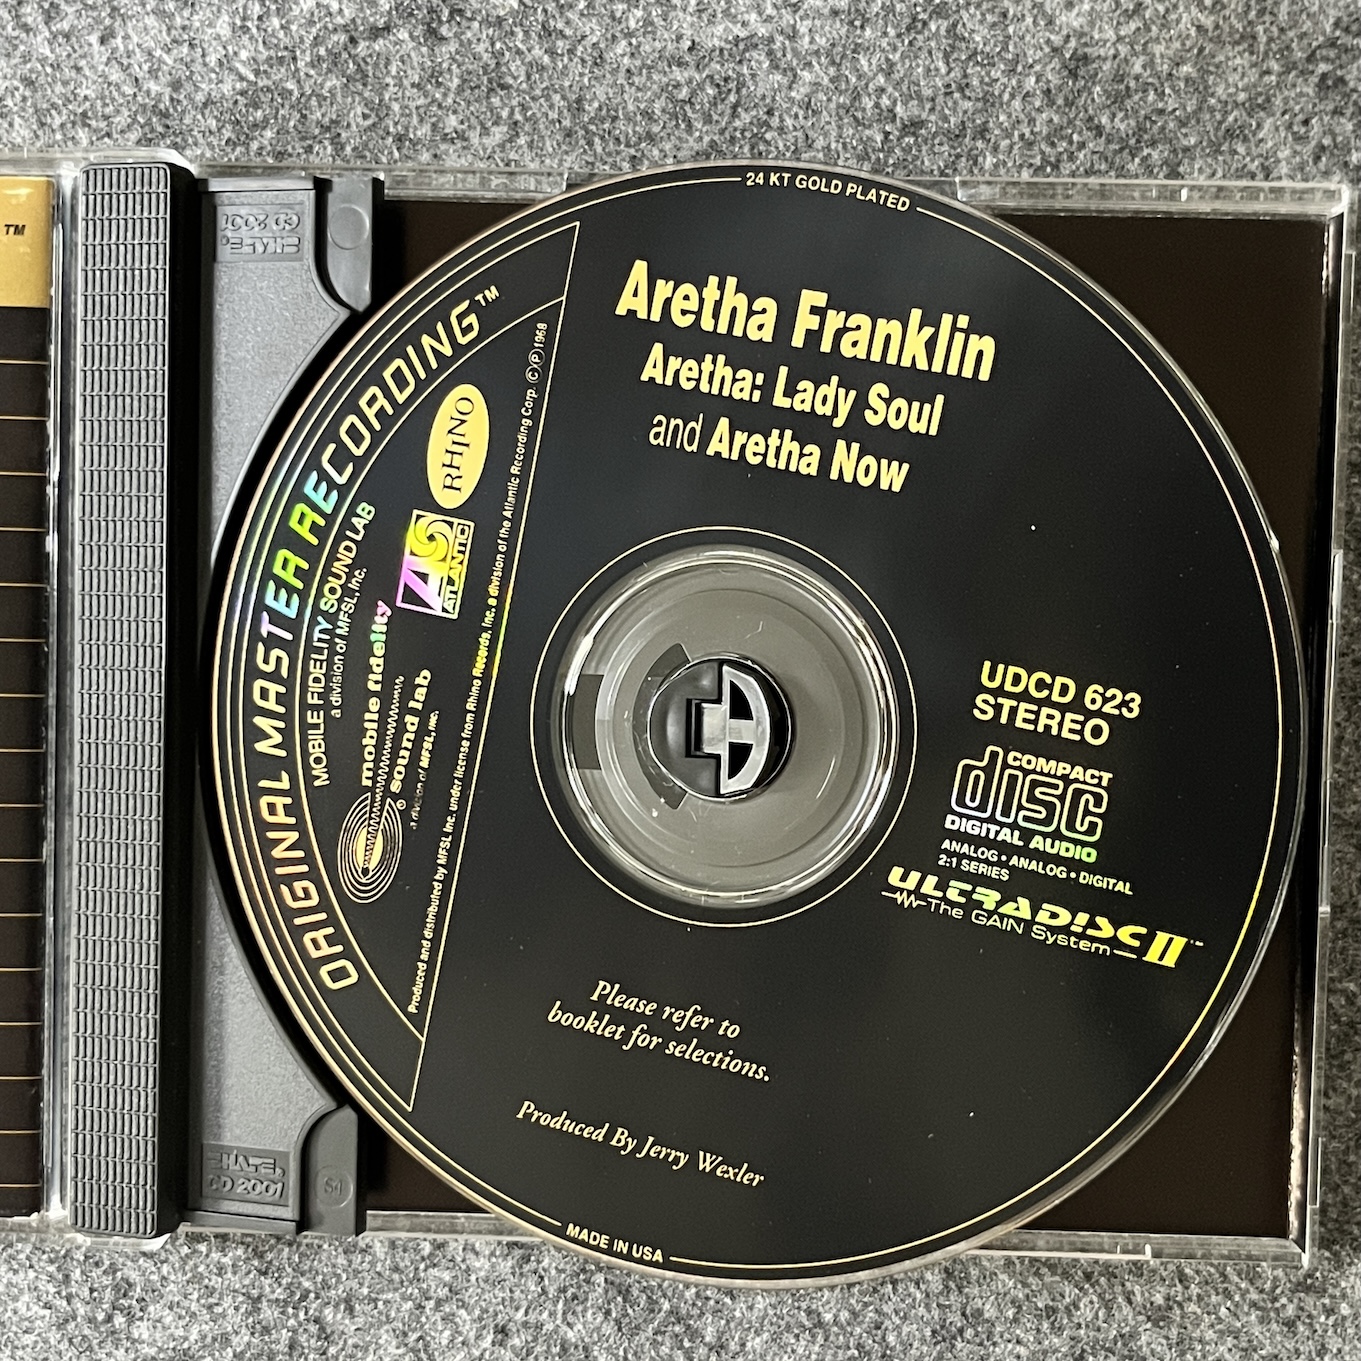 ™
24 KT GOLD PLATED
Aretha Franklin
Aretha: Lady Soul
and Aretha Now
ORIGINAL MASTER RECORDING™
MOBILE FIDELITY SOUND LAB
a division of MFSL, Inc.
RHINO
ATLANTIC
mobile fidelity
® sound lab
a division of MFSL, INC.
Produced and distributed by MFSL Inc. under license from Rhino Records, Inc. a division of the Atlantic Recording Corp. ©℗1968
UDCD 623
STEREO
COMPACT
disc
DIGITAL AUDIO
ANALOG • ANALOG • DIGITAL
2:1 SERIES
ULTRADISC II™
The GAIN System
Please refer to
booklet for selections.
Produced By Jerry Wexler
MADE IN USA
CD 2001
CD 2001